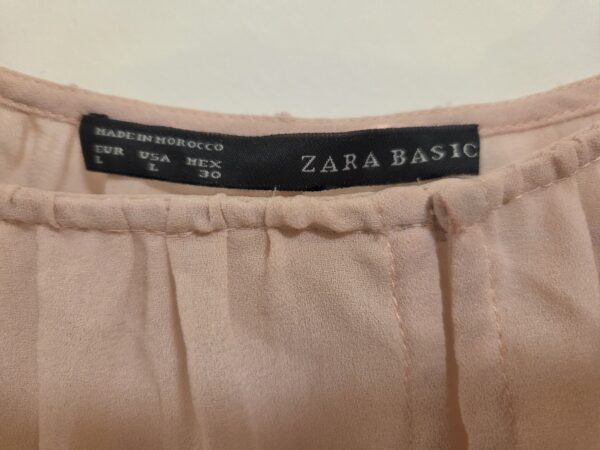 MADE IN MOROCCO
EUR USA MEX
L L 30
ZARA BASIC